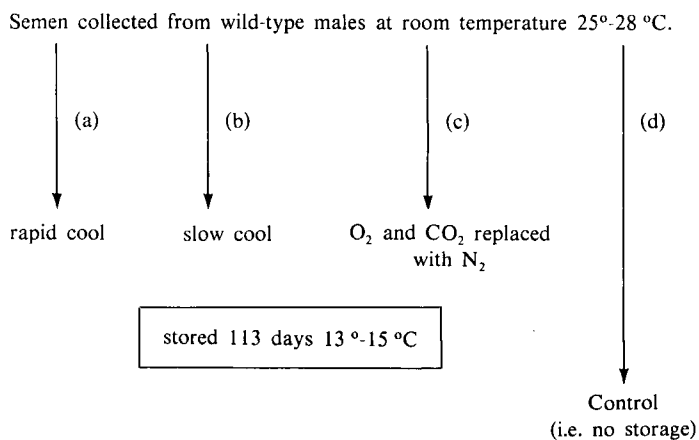 Semen collected from wild-type males at room temperature 25°-28 °C.
(a)
(b)
(c)
(d)
rapid cool
slow cool
O₂ and CO₂ replaced
with N₂
stored 113 days 13 °-15 °C
Control
(i.e. no storage)